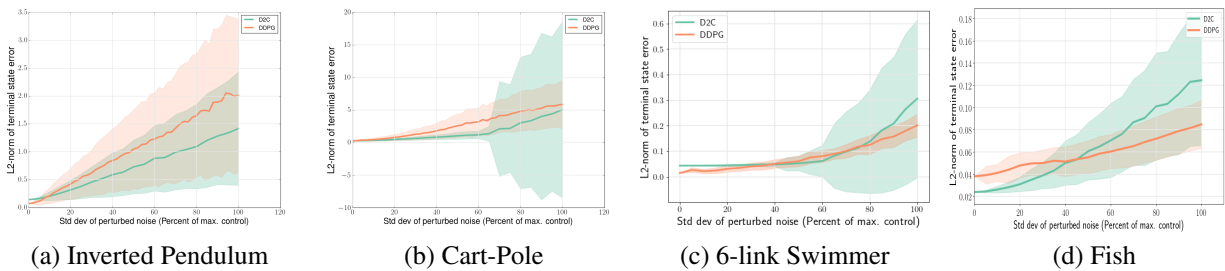 3.5
3.0
2.5
2.0
1.5
1.0
0.5
0.0
L2-norm of terminal state error
D2C
DDPG
0 20 40 60 80 100 120
Std dev of perturbed noise (Percent of max. control)
(a) Inverted Pendulum
20
15
10
5
0
−5
−10
L2-norm of terminal state error
D2C
DDPG
0 20 40 60 80 100 120
Std dev of perturbed noise (Percent of max. control)
(b) Cart-Pole
0.6
0.5
0.4
0.3
0.2
0.1
0.0
L2-norm of terminal state error
D2C
DDPG
0 20 40 60 80 100
Std dev of perturbed noise (Percent of max. control)
(c) 6-link Swimmer
0.18
0.16
0.14
0.12
0.10
0.08
0.06
0.04
0.02
L2-norm of terminal state error
D2C
DDPG
0 20 40 60 80 100
Std dev of perturbed noise (Percent of max. control)
(d) Fish